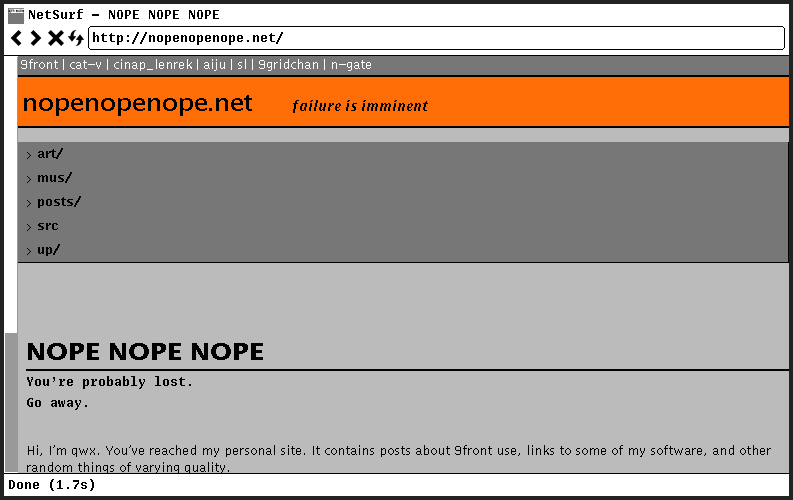 NetSurf – NOPE NOPE NOPE
http://nopenopenope.net/
9front | cat–v | cinap_lenrek | aiju | sl | 9gridchan | n–gate
nopenopenope.net failure is imminent
› art/
› mus/
› posts/
› src
› up/
NOPE NOPE NOPE
You're probably lost.
Go away.
Hi, I'm qwx. You've reached my personal site. It contains posts about 9front use, links to some of my software, and other
random things of varying quality.
Done (1.7s)